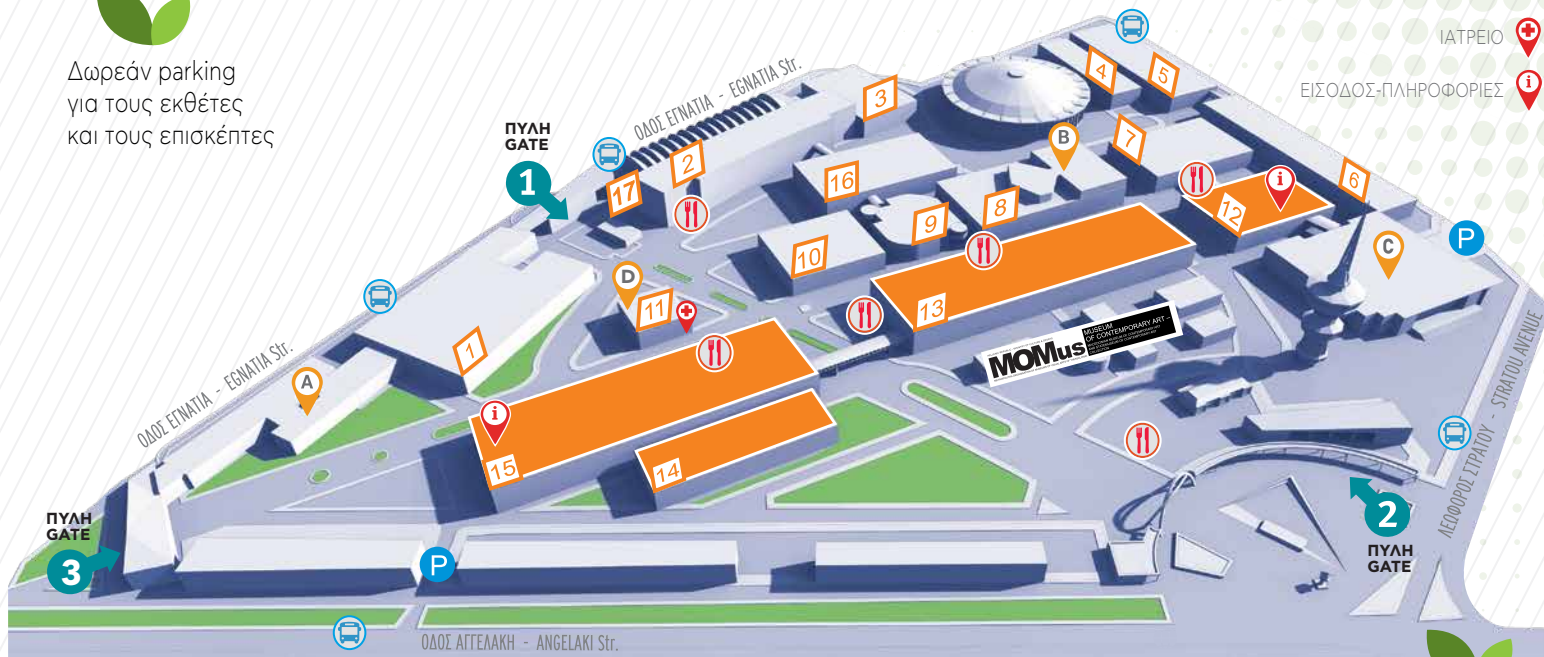 Δωρεάν parking
για τους εκθέτες
και τους επισκέπτες
ΙΑΤΡΕΙΟ
ΕΙΣΟΔΟΣ-ΠΛΗΡΟΦΟΡΙΕΣ
i
ΟΔΟΣ ΕΓΝΑΤΙΑ - EGNATIA Str.
ΠΥΛΗ
GATE
1
17
2
3
4
5
B
7
16
6
i
12
8
9
10
P
C
D
11
13
MOMus
MUSEUM
OF CONTEMPORARY ART
1
A
ΟΔΟΣ ΕΓΝΑΤΙΑ - EGNATIA Str.
i
15
14
ΛΕΩΦΟΡΟΣ ΣΤΡΑΤΟΥ - STRATOU AVENUE
2
ΠΥΛΗ
GATE
ΠΥΛΗ
GATE
3
P
ΟΔΟΣ ΑΓΓΕΛΑΚΗ - ANGELAKI Str.